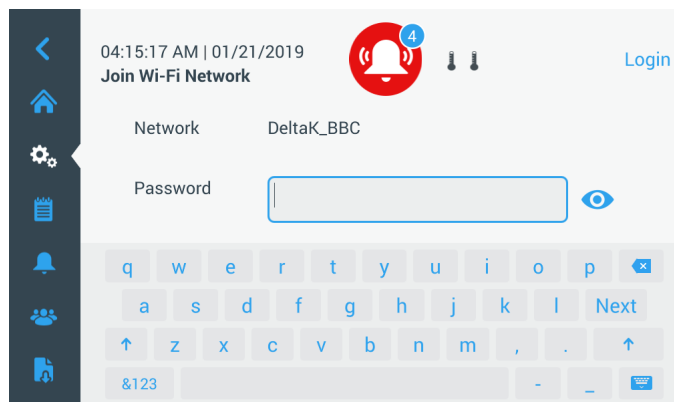 04:15:17 AM | 01/21/2019
4
Login
Join Wi-Fi Network
Network DeltaK_BBC
Password
q w e r t y u i o p
a s d f g h j k l Next
z x c v b n m , .
&123 - _